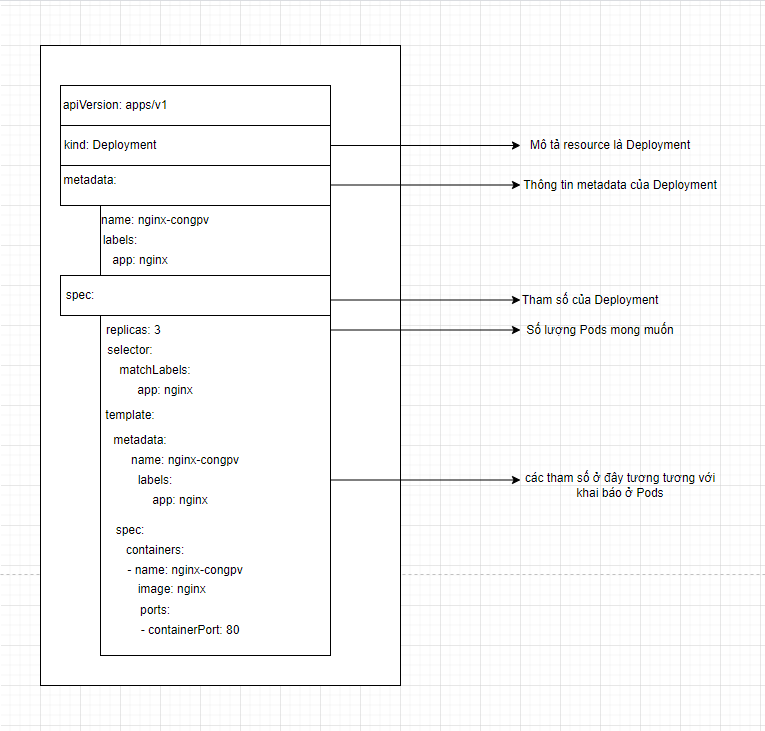 apiVersion: apps/v1
kind: Deployment
Mô tả resource là Deployment
metadata:
Thông tin metadata của Deployment
name: nginx-congpv
labels:
app: nginx
spec:
Tham số của Deployment
replicas: 3
Số lượng Pods mong muốn
selector:
matchLabels:
app: nginx
template:
metadata:
name: nginx-congpv
labels:
app: nginx
các tham số ở đây tương tương với
khai báo ở Pods
spec:
containers:
- name: nginx-congpv
image: nginx
ports:
- containerPort: 80